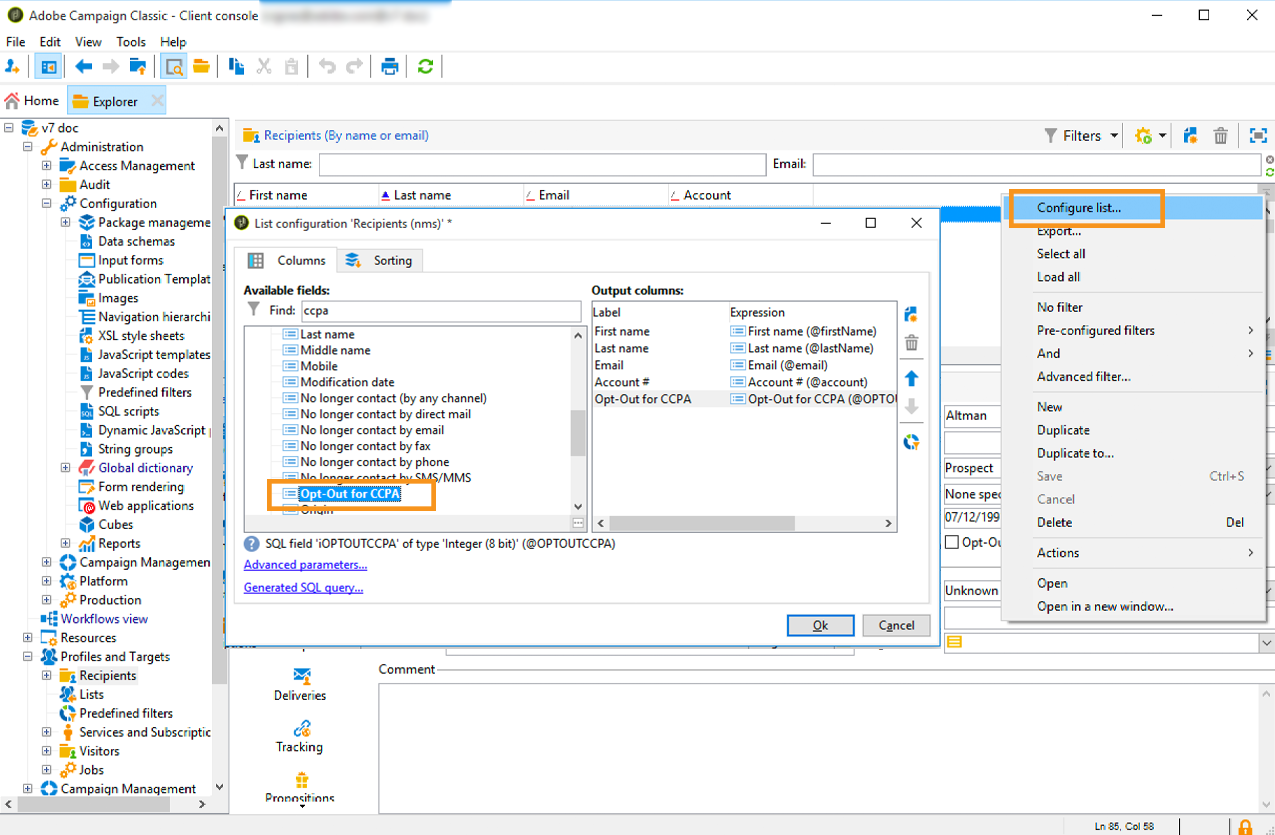 Adobe Campaign Classic - Client console
File Edit View Tools Help
Home Explorer
v7 doc
Administration
Access Management
Audit
Configuration
Package manageme
Data schemas
Input forms
Publication Templat
Images
Navigation hierarchi
XSL style sheets
JavaScript templates
JavaScript codes
Predefined filters
SQL scripts
Dynamic JavaScript
String groups
Global dictionary
Form rendering
Web applications
Cubes
Reports
Campaign Managemen
Platform
Production
Workflows view
Resources
Profiles and Targets
Recipients
Lists
Predefined filters
Services and Subscriptic
Visitors
Jobs
Campaign Management
Recipients (By name or email)
Filters
Last name: Email:
First name Last name Email Account
List configuration 'Recipients (nms)' *
Columns Sorting
Available fields:
Find: ccpa
Last name
Middle name
Mobile
Modification date
No longer contact (by any channel)
No longer contact by direct mail
No longer contact by email
No longer contact by fax
No longer contact by phone
No longer contact by SMS/MMS
Opt-Out for CCPA
Origin
Output columns:
Label Expression
First name First name (@firstName)
Last name Last name (@lastName)
Email Email (@email)
Account # Account # (@account)
Opt-Out for CCPA Opt-Out for CCPA (@OPTOU
SQL field 'iOPTOUTCCPA' of type 'Integer (8 bit)' (@OPTOUTCCPA)
Advanced parameters...
Generated SQL query...
Ok Cancel
Altman
Prospect
None spec
07/12/199
Opt-Ou
Unknown
Configure list...
Export...
Select all
Load all
No filter
Pre-configured filters
And
Advanced filter...
New
Duplicate
Duplicate to...
Save Ctrl+S
Cancel
Delete Del
Actions
Open
Open in a new window...
Deliveries
Tracking
Propositions
Comment
Ln 85, Col 58